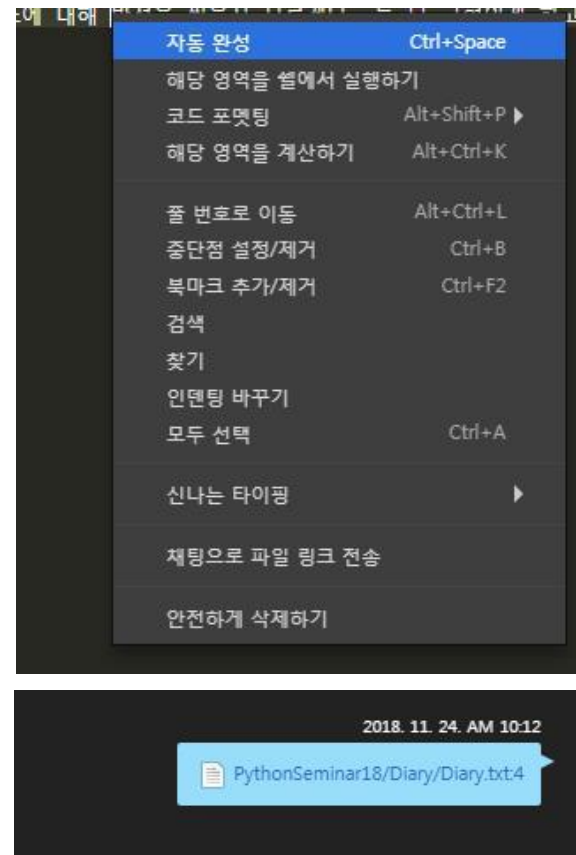 에 대해
자동 완성 Ctrl+Space
해당 영역을 쉘에서 실행하기
코드 포멧팅 Alt+Shift+P
해당 영역을 계산하기 Alt+Ctrl+K
줄 번호로 이동 Alt+Ctrl+L
중단점 설정/제거 Ctrl+B
북마크 추가/제거 Ctrl+F2
검색
찾기
인덴팅 바꾸기
모두 선택 Ctrl+A
신나는 타이핑
채팅으로 파일 링크 전송
안전하게 삭제하기
2018. 11. 24. AM 10:12
PythonSeminar18/Diary/Diary.txt:4